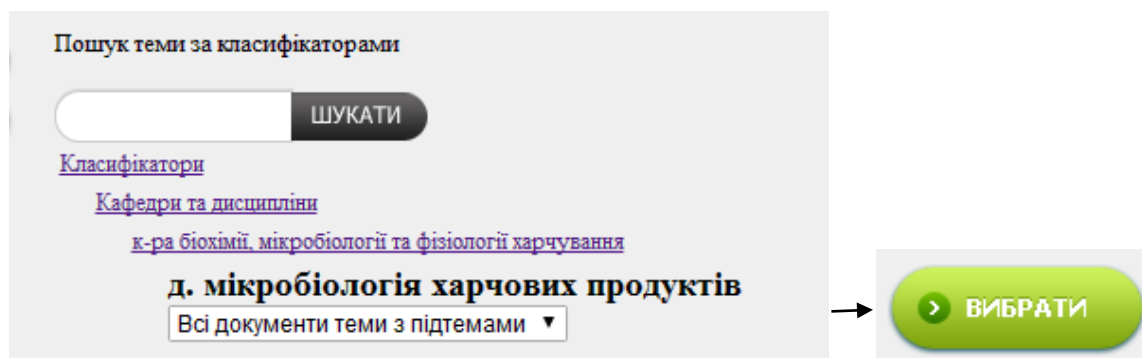 Пошук теми за класифікаторами
ШУКАТИ
Класифікатори
Кафедри та дисципліни
к-ра біохімії, мікробіології та фізіології харчування
д. мікробіологія харчових продуктів
Всі документи теми з підтемами
ВИБРАТИ